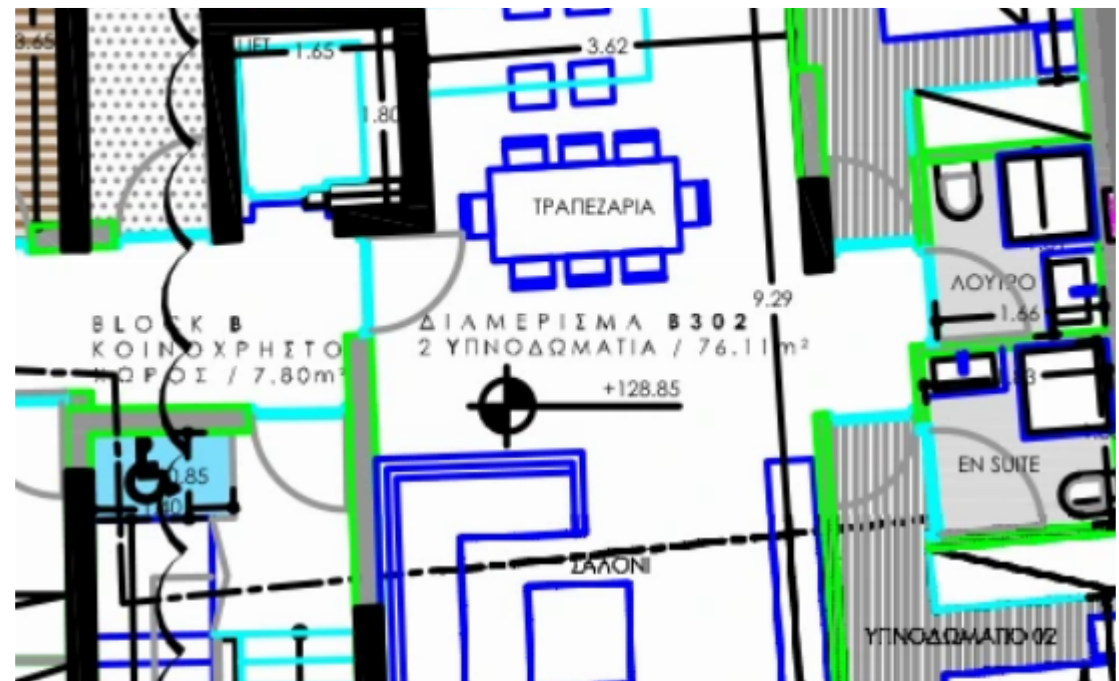 3.65
LIFT
1.65
3.62
1.80
ΤΡΑΠΕΖΑΡΙΑ
9.29
ΛΟΥΤΡΟ
1.66
BLOCK B
ΚΟΙΝΟΧΡΗΣΤΟ
ΧΩΡΟΣ / 7.80m²
ΔΙΑΜΕΡΙΣΜΑ B302
2 ΥΠΝΟΔΩΜΑΤΙΑ / 76.11m²
+128.85
EN SUITE
0.85
ΣΑΛΟΝΙ
ΥΠΝΟΔΩΜΑΤΙΟ 02